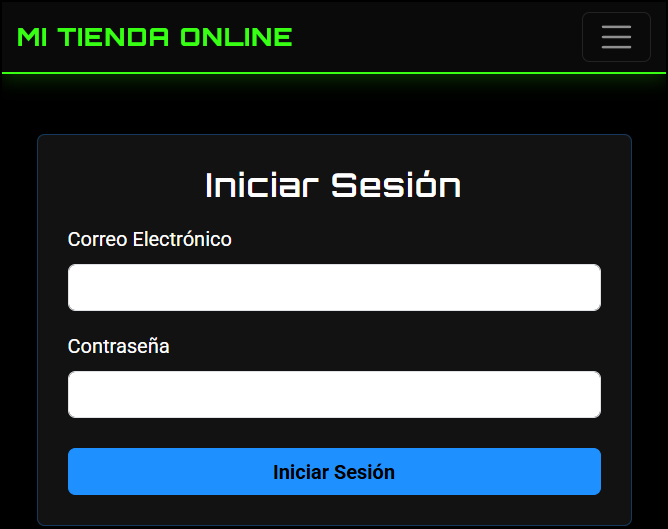 MI TIENDA ONLINE
Iniciar Sesión
Correo Electrónico
Contraseña
Iniciar Sesión